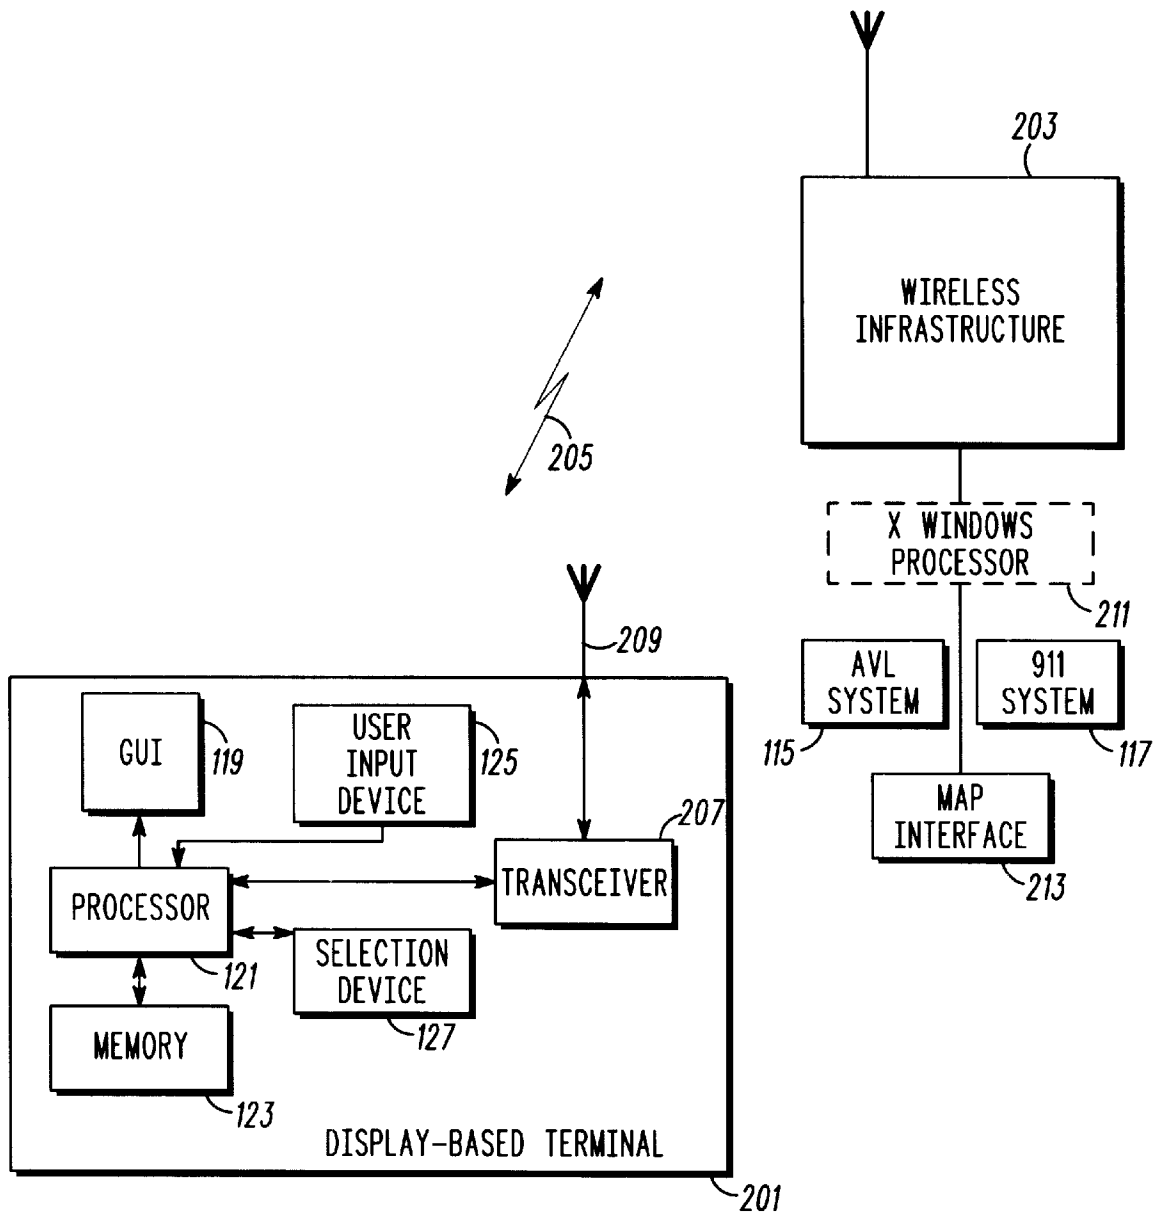 203
WIRELESS
INFRASTRUCTURE
205
X WINDOWS
PROCESSOR
211
209
AVL
SYSTEM
115
911
SYSTEM
117
MAP
INTERFACE
213
GUI
119
USER
INPUT
DEVICE
125
207
TRANSCEIVER
PROCESSOR
121
SELECTION
DEVICE
127
MEMORY
123
DISPLAY-BASED TERMINAL
201